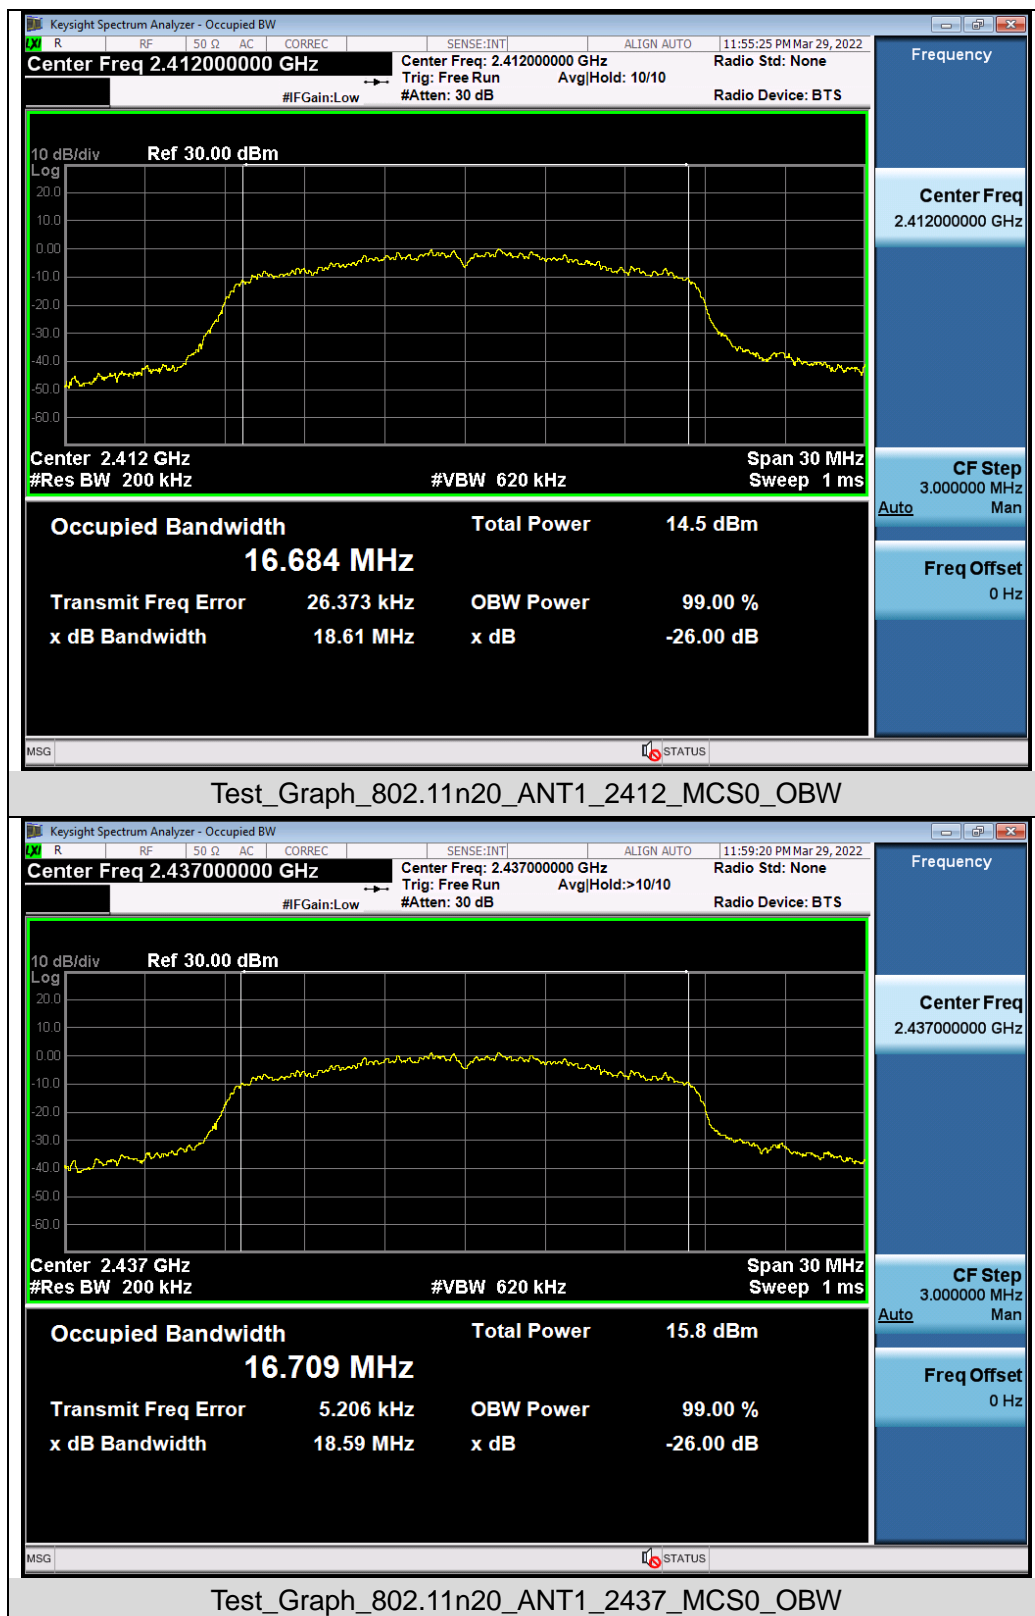 Keysight Spectrum Analyzer - Occupied BW
LXI R RF 50 Ω AC CORREC SENSE:INT ALIGN AUTO 11:55:25 PM Mar 29, 2022
Center Freq 2.412000000 GHz
Center Freq: 2.412000000 GHz Radio Std: None
Trig: Free Run Avg|Hold: 10/10
#IFGain:Low #Atten: 30 dB Radio Device: BTS
Frequency
10 dB/div Ref 30.00 dBm
Log
20.0
10.0
0.00
-10.0
-20.0
-30.0
-40.0
-50.0
-60.0
Center Freq
2.412000000 GHz
Center 2.412 GHz Span 30 MHz
#Res BW 200 kHz #VBW 620 kHz Sweep 1 ms
CF Step
3.000000 MHz
Auto Man
Freq Offset
0 Hz
Occupied Bandwidth Total Power 14.5 dBm
16.684 MHz
Transmit Freq Error 26.373 kHz OBW Power 99.00 %
x dB Bandwidth 18.61 MHz x dB -26.00 dB
MSG STATUS
Test_Graph_802.11n20_ANT1_2412_MCS0_OBW
Keysight Spectrum Analyzer - Occupied BW
LXI R RF 50 Ω AC CORREC SENSE:INT ALIGN AUTO 11:59:20 PM Mar 29, 2022
Center Freq 2.437000000 GHz
Center Freq: 2.437000000 GHz Radio Std: None
Trig: Free Run Avg|Hold:>10/10
#IFGain:Low #Atten: 30 dB Radio Device: BTS
Frequency
10 dB/div Ref 30.00 dBm
Log
20.0
10.0
0.00
-10.0
-20.0
-30.0
-40.0
-50.0
-60.0
Center Freq
2.437000000 GHz
Center 2.437 GHz Span 30 MHz
#Res BW 200 kHz #VBW 620 kHz Sweep 1 ms
CF Step
3.000000 MHz
Auto Man
Freq Offset
0 Hz
Occupied Bandwidth Total Power 15.8 dBm
16.709 MHz
Transmit Freq Error 5.206 kHz OBW Power 99.00 %
x dB Bandwidth 18.59 MHz x dB -26.00 dB
MSG STATUS
Test_Graph_802.11n20_ANT1_2437_MCS0_OBW